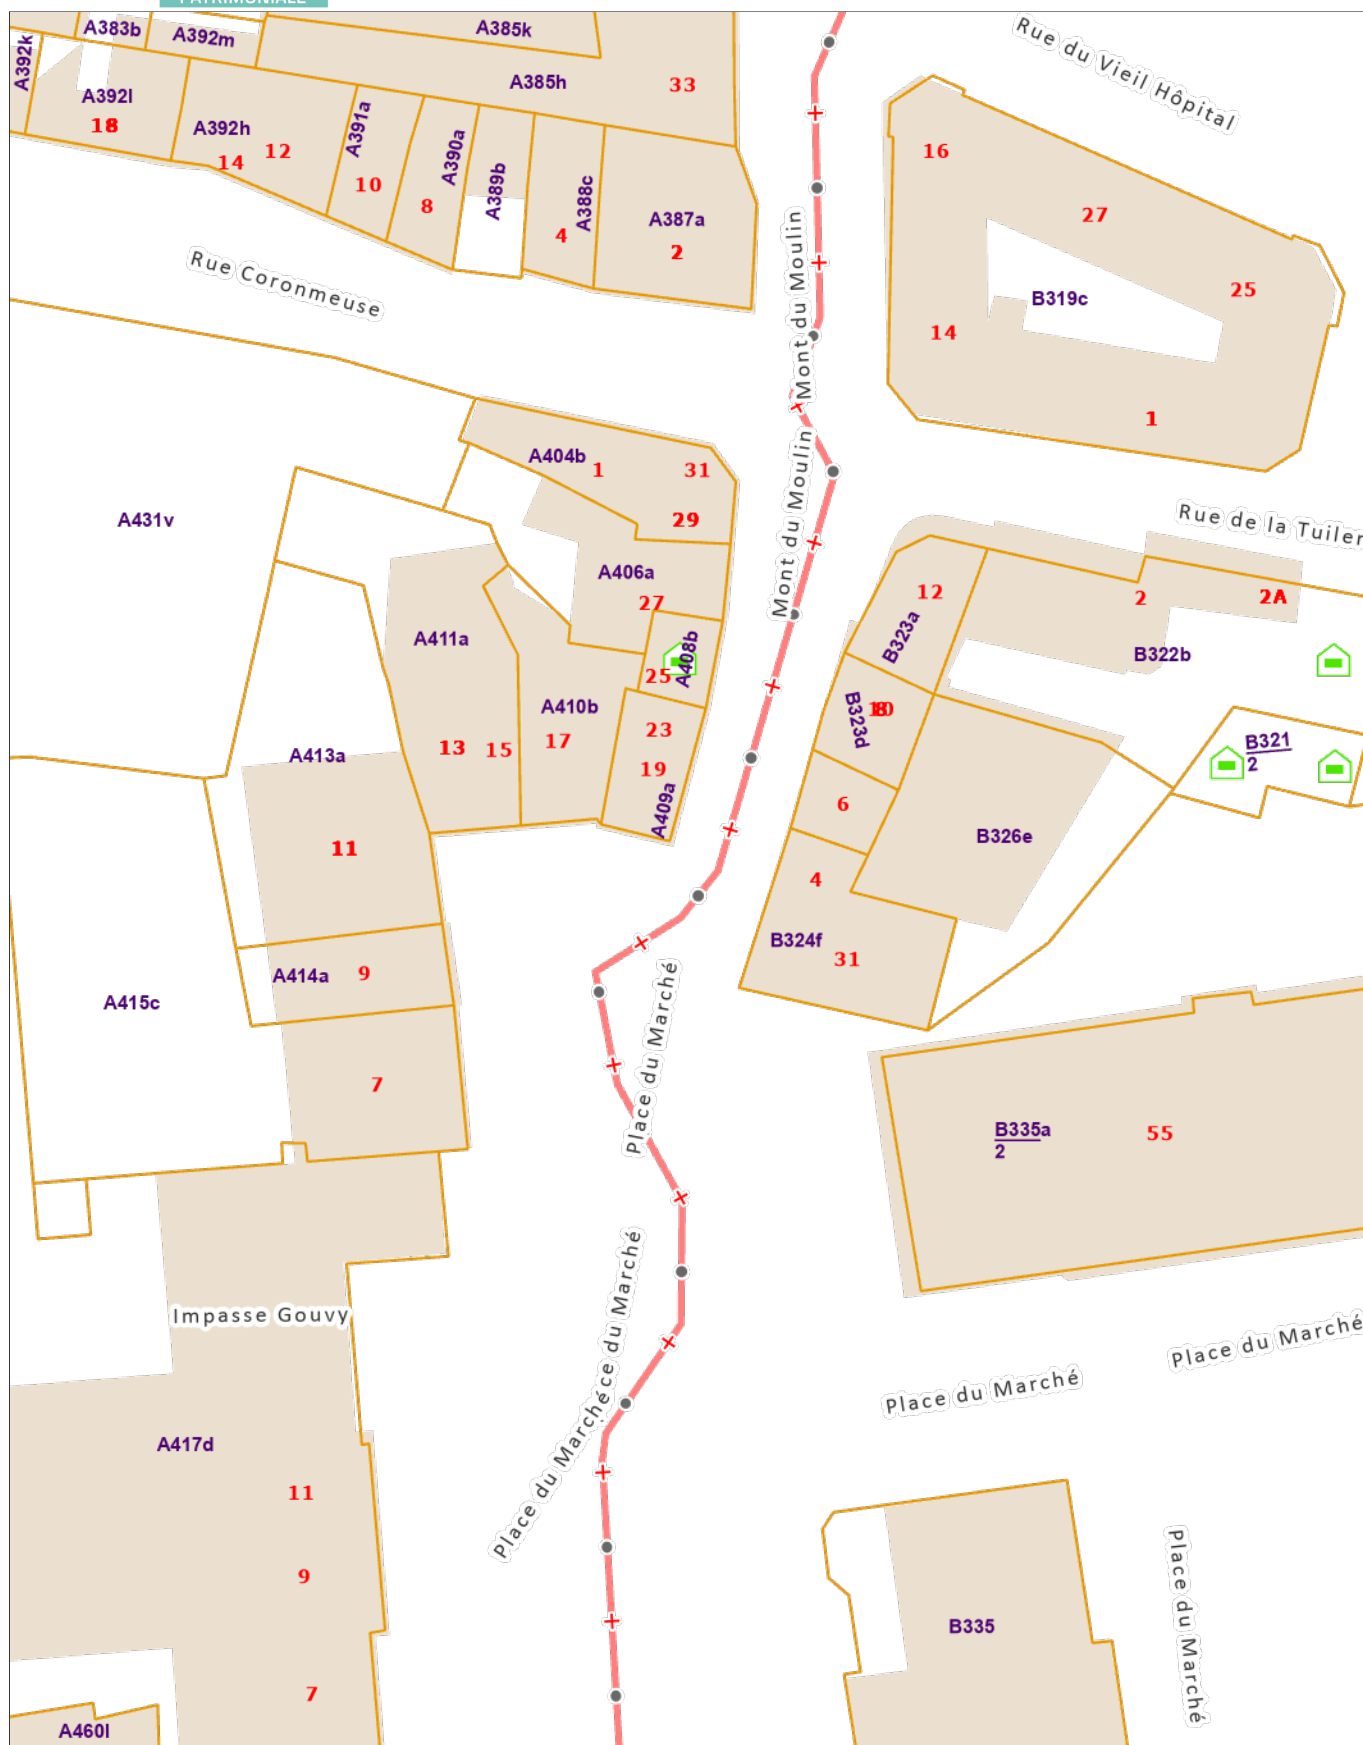 PATRIMONIALE
A383b
A392m
A385k
A392k
A385h
33
A392l
18
A392h
12
14
A391a
10
A390a
8
A389b
A388c
4
A387a
2
Rue du Vieil Hôpital
16
27
25
B319c
14
1
Rue Coronmeuse
Mont du Moulin
Mont du Moulin
A404b
1
31
29
A431v
A406a
27
A408b
25
A411a
13
15
A410b
17
23
19
A409a
A413a
11
Rue de la Tuiler
12
B323a
2
2A
B322b
B323d
10
6
B321
2
B326e
4
B324f
31
A414a
9
A415c
7
Place du Marché
B335a
2
55
Impasse Gouvy
ce du Marché
Place du Marché
Place du Marché
Place du Marché
A417d
11
9
7
B335
Place du Marché
A460l